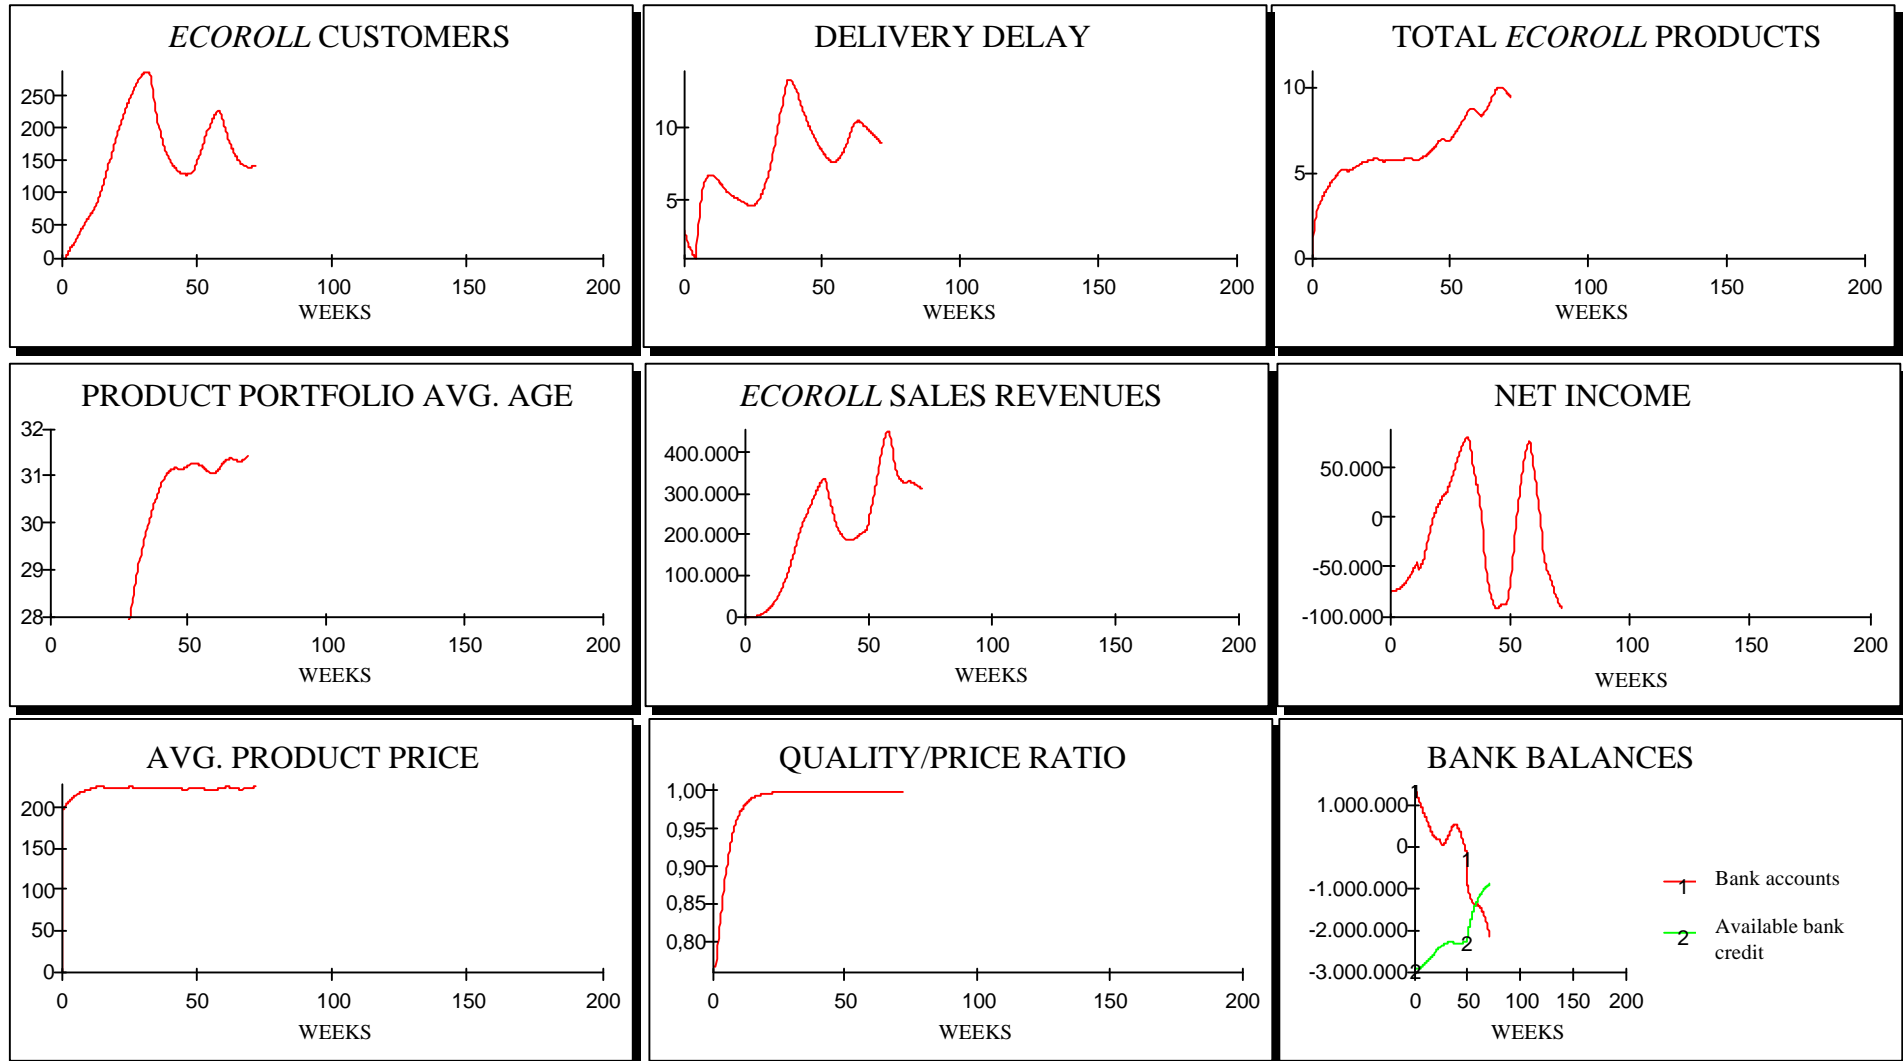 ECOROLL CUSTOMERS
250
200
150
100
50
0
0 50 100 150 200
WEEKS
DELIVERY DELAY
10
5
0 50 100 150 200
WEEKS
TOTAL ECOROLL PRODUCTS
10
5
0
0 50 100 150 200
WEEKS
PRODUCT PORTFOLIO AVG. AGE
32
31
30
29
28
0 50 100 150 200
WEEKS
ECOROLL SALES REVENUES
400.000
300.000
200.000
100.000
0
0 50 100 150 200
WEEKS
NET INCOME
50.000
0
-50.000
-100.000
0 50 100 150 200
WEEKS
AVG. PRODUCT PRICE
200
150
100
50
0
0 50 100 150 200
WEEKS
QUALITY/PRICE RATIO
1,00
0,95
0,90
0,85
0,80
0 50 100 150 200
WEEKS
BANK BALANCES
1
1.000.000
0
1
-1.000.000
-2.000.000
2
-3.000.000
2
0 50 100 150 200
WEEKS
1 Bank accounts
2 Available bank
credit